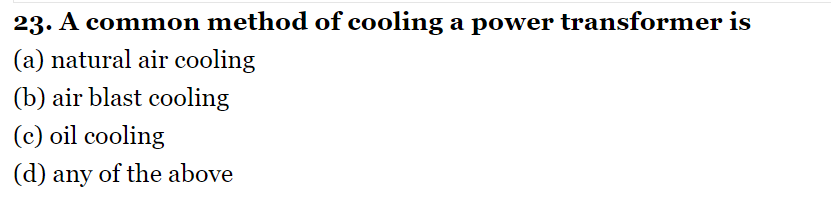 23. A common method of cooling a power transformer is
(a) natural air cooling
(b) air blast cooling
(c) oil cooling
(d) any of the above